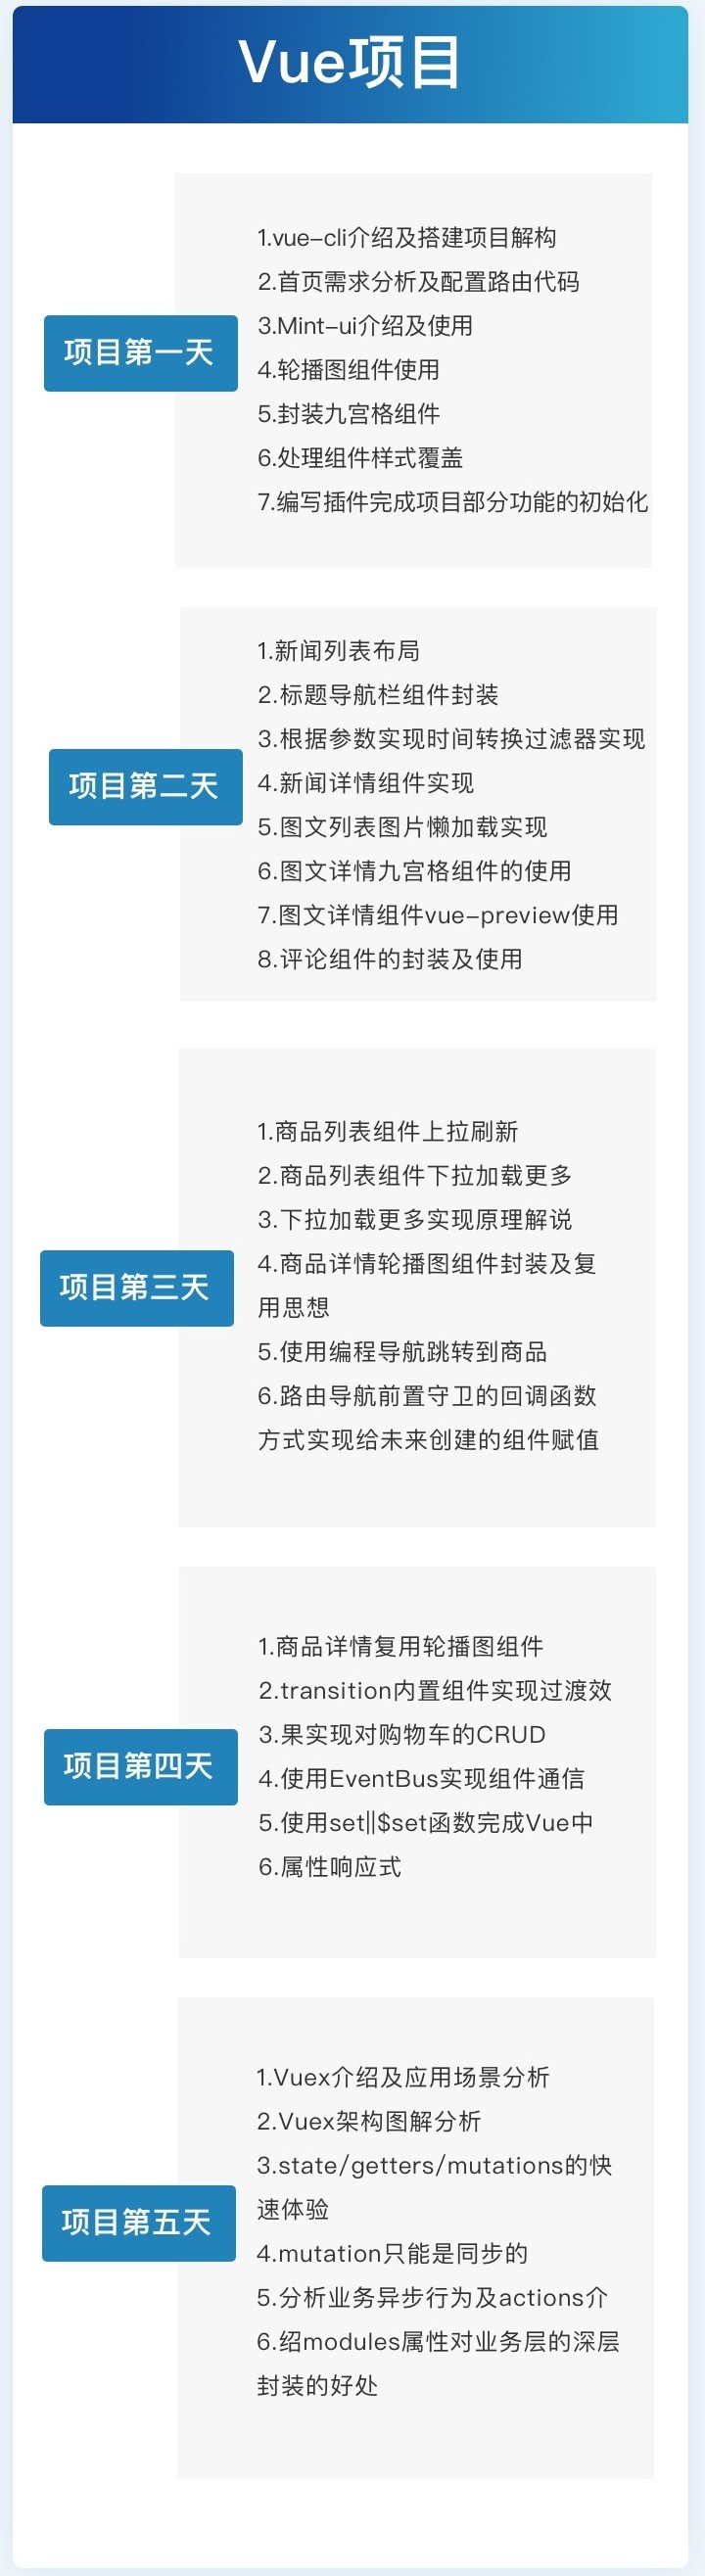 Vue项目
项目第一天
1.vue-cli介绍及搭建项目解构
2.首页需求分析及配置路由代码
3.Mint-ui介绍及使用
4.轮播图组件使用
5.封装九宫格组件
6.处理组件样式覆盖
7.编写插件完成项目部分功能的初始化
项目第二天
1.新闻列表布局
2.标题导航栏组件封装
3.根据参数实现时间转换过滤器实现
4.新闻详情组件实现
5.图文列表图片懒加载实现
6.图文详情九宫格组件的使用
7.图文详情组件vue-preview使用
8.评论组件的封装及使用
项目第三天
1.商品列表组件上拉刷新
2.商品列表组件下拉加载更多
3.下拉加载更多实现原理解说
4.商品详情轮播图组件封装及复
用思想
5.使用编程导航跳转到商品
6.路由导航前置守卫的回调函数
方式实现给未来创建的组件赋值
项目第四天
1.商品详情复用轮播图组件
2.transition内置组件实现过渡效
3.果实现对购物车的CRUD
4.使用EventBus实现组件通信
5.使用set||$set函数完成Vue中
6.属性响应式
项目第五天
1.Vuex介绍及应用场景分析
2.Vuex架构图解分析
3.state/getters/mutations的快
速体验
4.mutation只能是同步的
5.分析业务异步行为及actions介
6.绍modules属性对业务层的深层
封装的好处